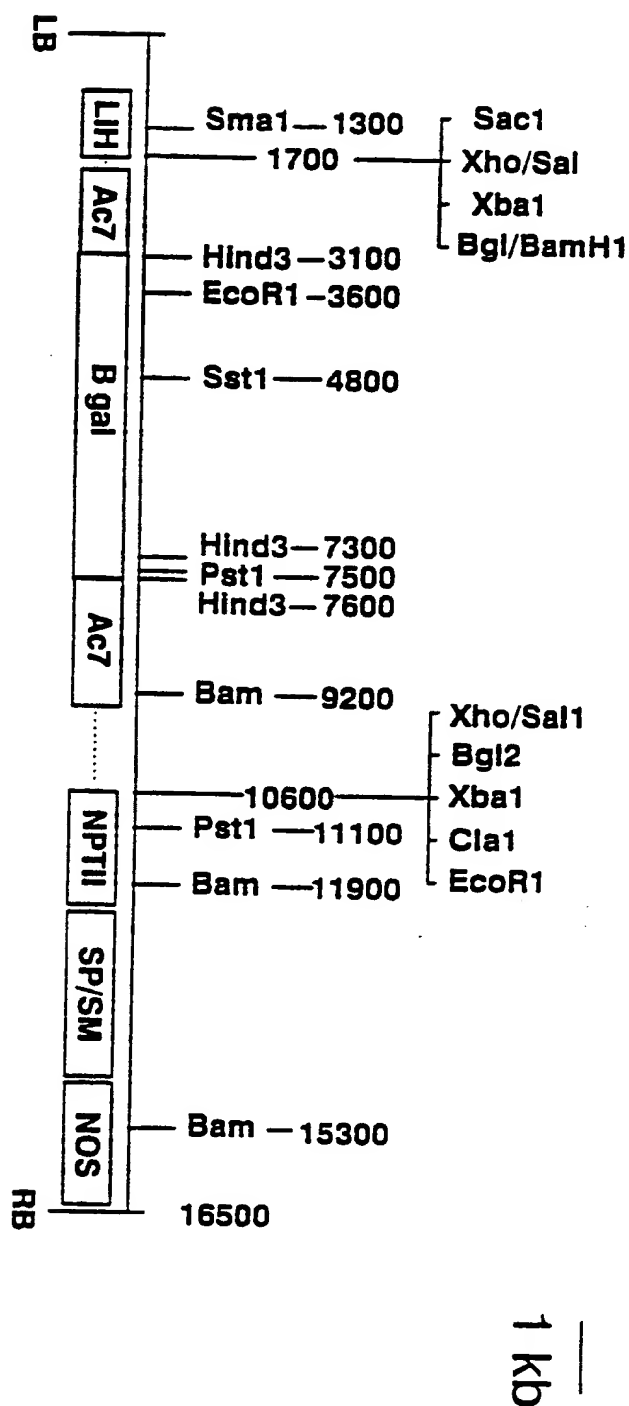 LB
LIH
Sma1—1300
Sac1
1700
Xho/Sal
Ac7
Xba1
Hind3—3100
Bgl/BamH1
EcoR1—3600
B gal
Sst1—4800
Hind3—7300
Pst1—7500
Hind3—7600
Ac7
Bam—9200
Xho/Sal1
Bgl2
10600
Xba1
NPTII
Pst1—11100
Cla1
Bam—11900
EcoR1
SP/SM
NOS
Bam—15300
RB
16500
1 kb